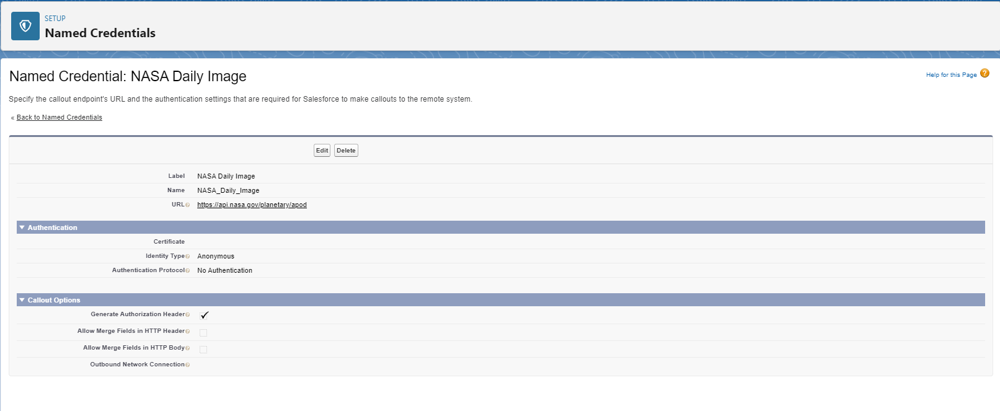 SETUP
Named Credentials
Named Credential: NASA Daily Image
Help for this Page ?
Specify the callout endpoint's URL and the authentication settings that are required for Salesforce to make callouts to the remote system.
« Back to Named Credentials
Edit Delete
Label NASA Daily Image
Name NASA_Daily_Image
URL ? https://api.nasa.gov/planetary/apod
Authentication
Certificate
Identity Type ? Anonymous
Authentication Protocol ? No Authentication
Callout Options
Generate Authorization Header ?
Allow Merge Fields in HTTP Header ?
Allow Merge Fields in HTTP Body ?
Outbound Network Connection ?